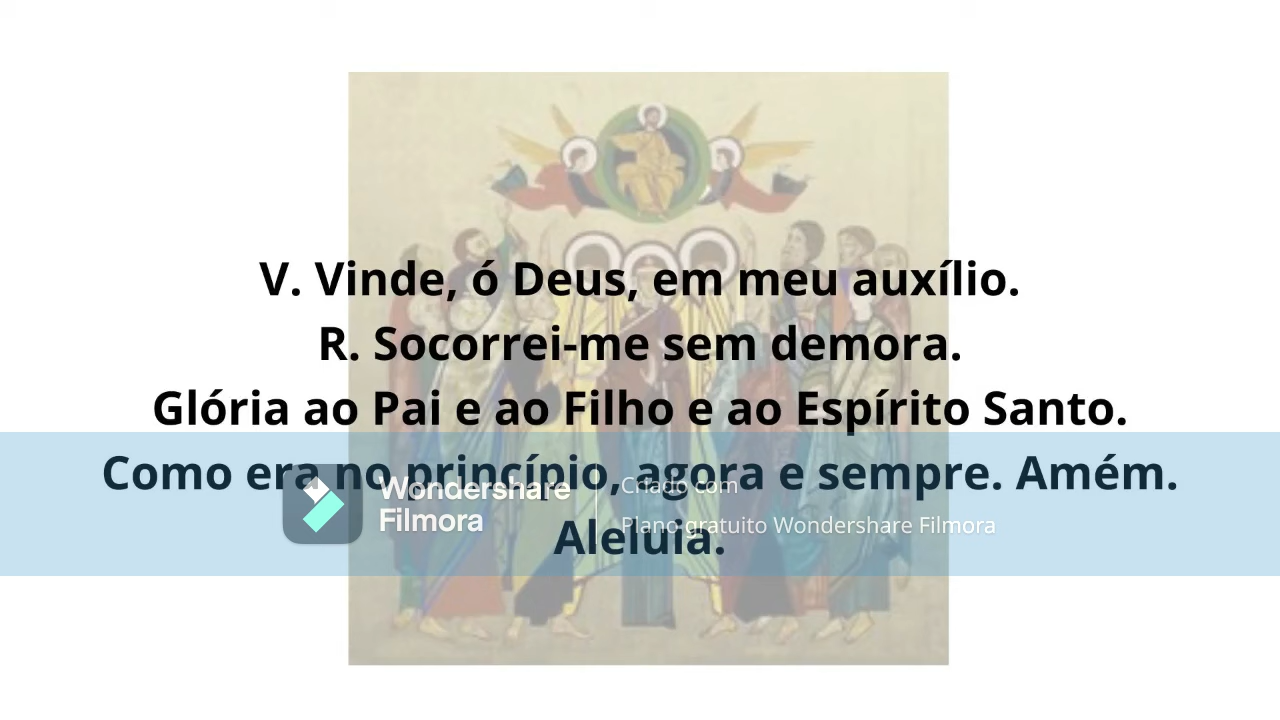 V. Vinde, ó Deus, em meu auxílio.
R. Socorrei-me sem demora.
Glória ao Pai e ao Filho e ao Espírito Santo.
Como era no princípio, agora e sempre. Amém.
Aleluia.
Wondershare
Filmora
Criado com
Plano gratuito Wondershare Filmora